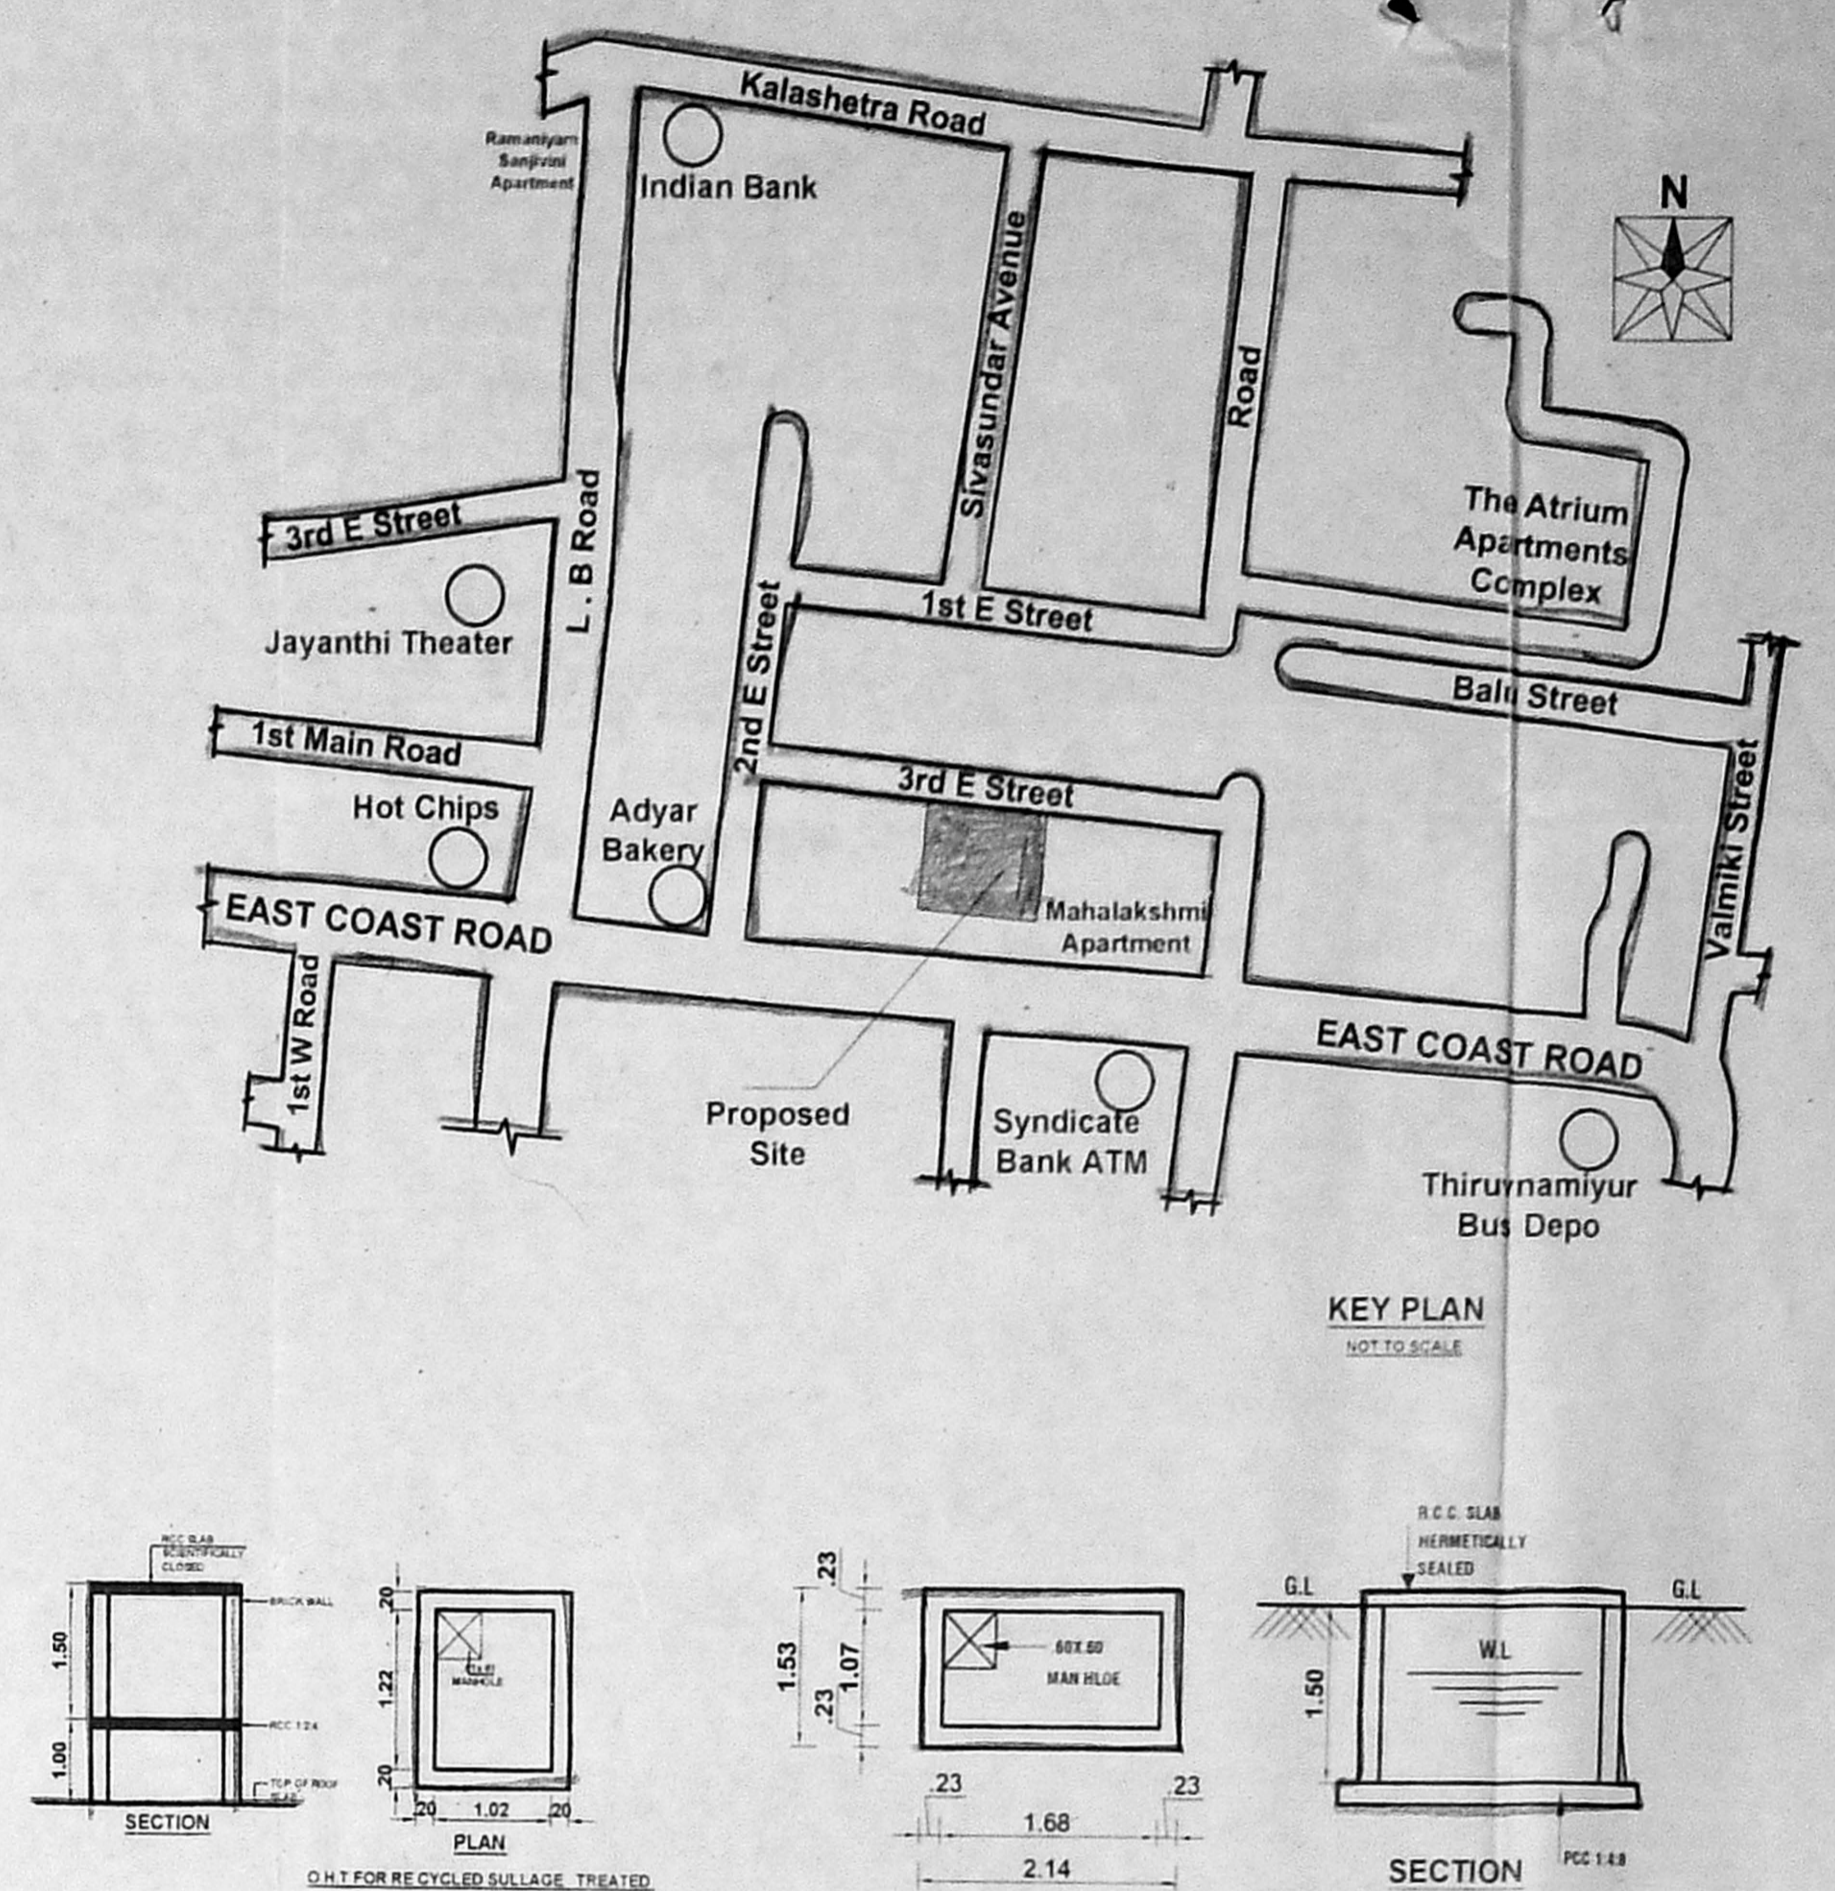 Kalashetra Road
Ramaniyam
Sanjivini
Apartment
Indian Bank
N
Sivasundar Avenue
Road
L . B Road
3rd E Street
Jayanthi Theater
The Atrium
Apartments
Complex
1st E Street
2nd E Street
Balu Street
1st Main Road
Hot Chips
Adyar
Bakery
3rd E Street
Valmiki Street
Mahalakshmi
Apartment
EAST COAST ROAD
1st W Road
EAST COAST ROAD
Proposed
Site
Syndicate
Bank ATM
Thiruvnamiyur
Bus Depo
KEY PLAN
NOT TO SCALE
RCC SLAB
SCIENTIFICALLY
CLOSED
BRICK WALL
1.50
RCC 1:2:4
1.00
TOP OF ROOF
SLAB
SECTION
.20
1.22
.20
MANHOLE
.20
1.02
.20
PLAN
O.H.T FOR RECYCLED SULLAGE TREATED
.23
1.53
1.07
.23
.60X.60
MAN HLOE
.23
.23
1.68
2.14
R.C.C. SLAB
HERMETICALLY
SEALED
G.L
G.L
W.L
1.50
PCC 1:4:8
SECTION